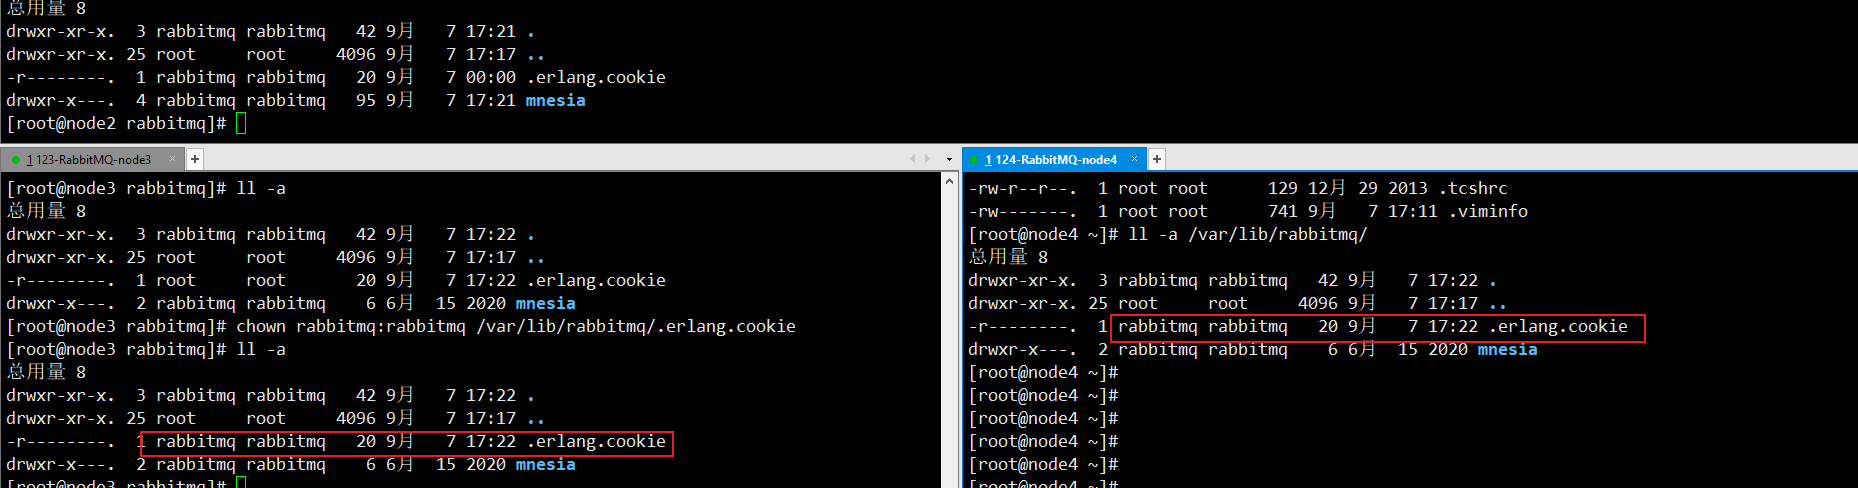 总用量 8
drwxr-xr-x.  3 rabbitmq rabbitmq   42 9月   7 17:21 .
drwxr-xr-x. 25 root     root     4096 9月   7 17:17 ..
-r--------.  1 rabbitmq rabbitmq   20 9月   7 00:00 .erlang.cookie
drwxr-x---.  4 rabbitmq rabbitmq   95 9月   7 17:21 mnesia
[root@node2 rabbitmq]#
1 123-RabbitMQ-node3 × +
[root@node3 rabbitmq]# ll -a
总用量 8
drwxr-xr-x.  3 rabbitmq rabbitmq   42 9月   7 17:22 .
drwxr-xr-x. 25 root     root     4096 9月   7 17:17 ..
-r--------.  1 root     root       20 9月   7 17:22 .erlang.cookie
drwxr-x---.  2 rabbitmq rabbitmq    6 6月  15 2020 mnesia
[root@node3 rabbitmq]# chown rabbitmq:rabbitmq /var/lib/rabbitmq/.erlang.cookie
[root@node3 rabbitmq]# ll -a
总用量 8
drwxr-xr-x.  3 rabbitmq rabbitmq   42 9月   7 17:22 .
drwxr-xr-x. 25 root     root     4096 9月   7 17:17 ..
-r--------.  1 rabbitmq rabbitmq   20 9月   7 17:22 .erlang.cookie
drwxr-x---.  2 rabbitmq rabbitmq    6 6月  15 2020 mnesia
[root@node3 rabbitmq]#
1 124-RabbitMQ-node4 × +
-rw-r--r--.  1 root root      129 12月 29 2013 .tcshrc
-rw-------.  1 root root      741 9月   7 17:11 .viminfo
[root@node4 ~]# ll -a /var/lib/rabbitmq/
总用量 8
drwxr-xr-x.  3 rabbitmq rabbitmq   42 9月   7 17:22 .
drwxr-xr-x. 25 root     root     4096 9月   7 17:17 ..
-r--------.  1 rabbitmq rabbitmq   20 9月   7 17:22 .erlang.cookie
drwxr-x---.  2 rabbitmq rabbitmq    6 6月  15 2020 mnesia
[root@node4 ~]#
[root@node4 ~]#
[root@node4 ~]#
[root@node4 ~]#
[root@node4 ~]#
[root@node4 ~]#